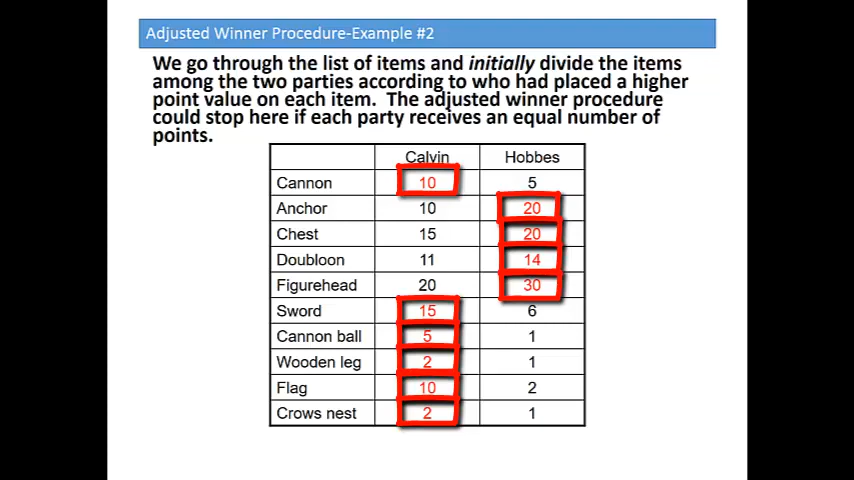 Adjusted Winner Procedure-Example #2
We go through the list of items and initially divide the items
among the two parties according to who had placed a higher
point value on each item. The adjusted winner procedure
could stop here if each party receives an equal number of
points.
Calvin Hobbes
Cannon 10 5
Anchor 10 20
Chest 15 20
Doubloon 11 14
Figurehead 20 30
Sword 15 6
Cannon ball 5 1
Wooden leg 2 1
Flag 10 2
Crows nest 2 1